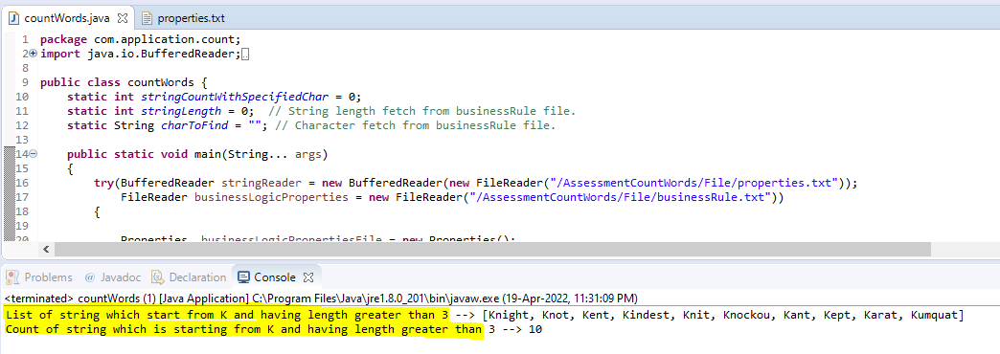 countWords.java properties.txt
1 package com.application.count;
2 import java.io.BufferedReader;
8
9 public class countWords {
10 static int stringCountWithSpecifiedChar = 0;
11 static int stringLength = 0; // String length fetch from businessRule file.
12 static String charToFind = ""; // Character fetch from businessRule file.
13
14 public static void main(String... args)
15 {
16 try(BufferedReader stringReader = new BufferedReader(new FileReader("/AssessmentCountWords/File/properties.txt"));
17 FileReader businessLogicProperties = new FileReader("/AssessmentCountWords/File/businessRule.txt"))
18 {
19
20 Properties businessLogicPropertiesFile = new Properties();
Problems @ Javadoc Declaration Console
<terminated> countWords (1) [Java Application] C:\Program Files\Java\jre1.8.0_201\bin\javaw.exe (19-Apr-2022, 11:31:09 PM)
List of string which start from K and having length greater than 3 --> [Knight, Knot, Kent, Kindest, Knit, Knockou, Kant, Kept, Karat, Kumquat]
Count of string which is starting from K and having length greater than 3 --> 10